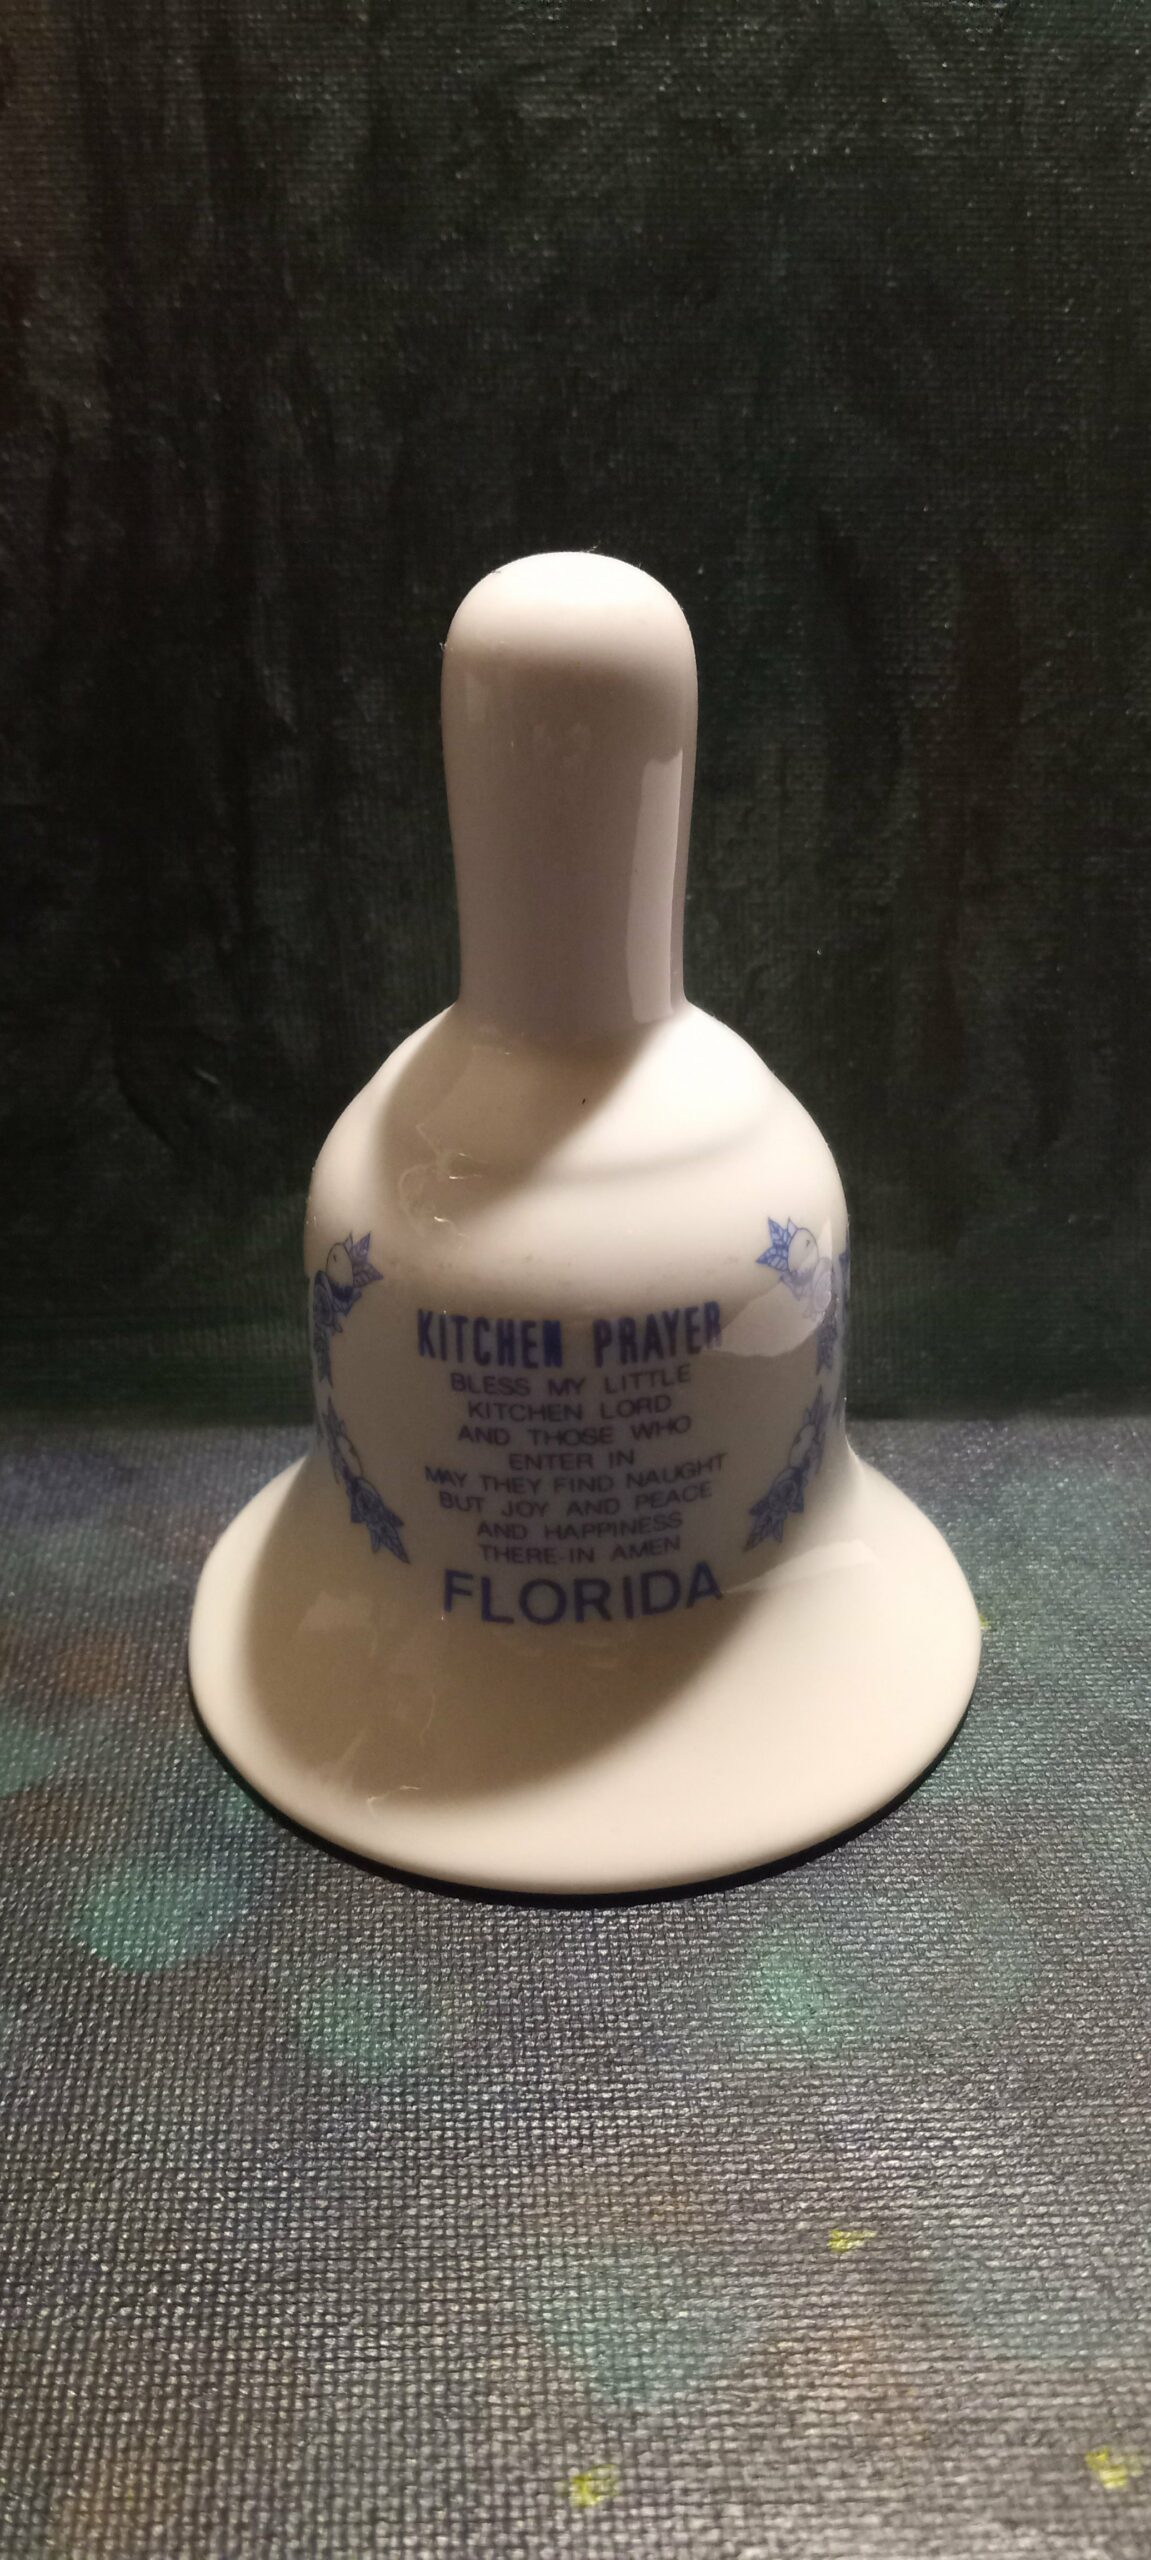 KITCHEN PRAYER
BLESS MY LITTLE
KITCHEN LORD
AND THOSE WHO
ENTER IN
MAY THEY FIND NAUGHT
BUT JOY AND PEACE
AND HAPPINESS
THERE-IN AMEN
FLORIDA